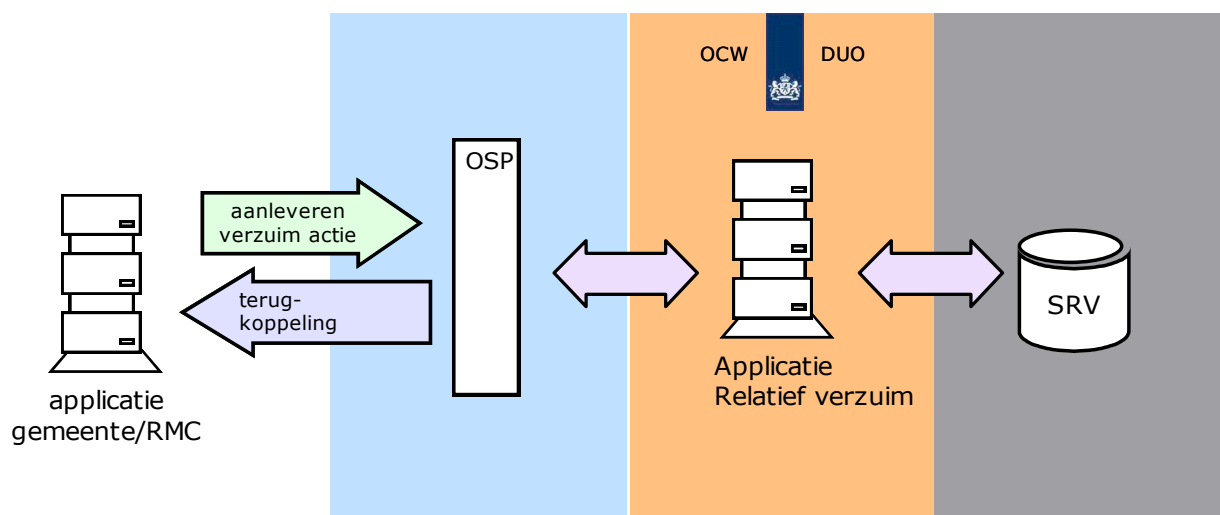 OCW
DUO
OSP
aanleveren
verzuim actie
terug-
koppeling
SRV
Applicatie
Relatief verzuim
applicatie
gemeente/RMC